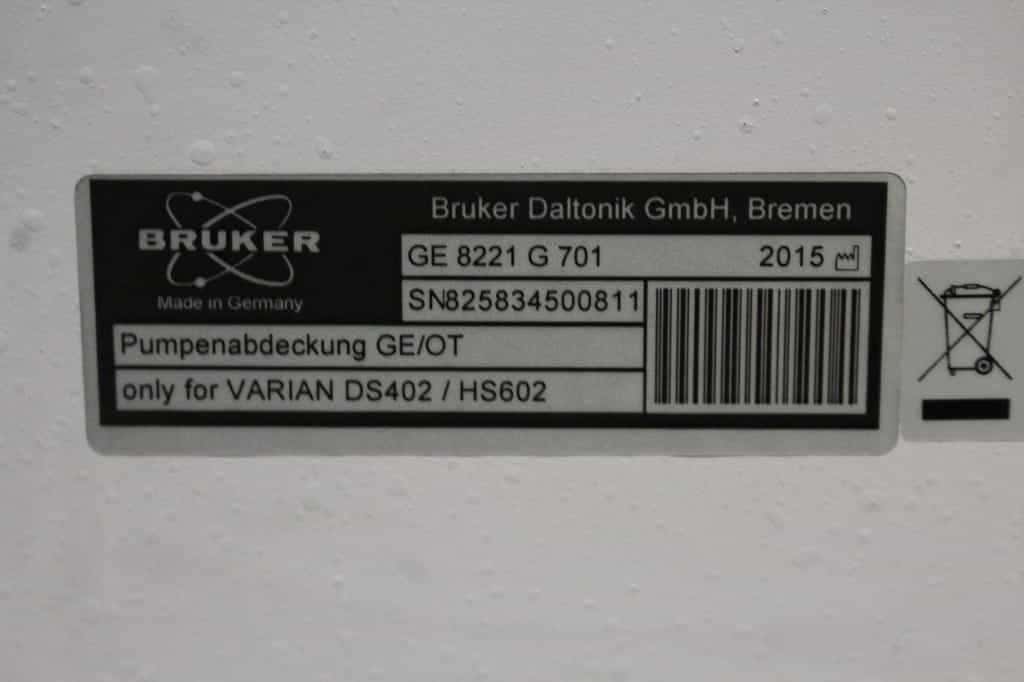 BRUKER
Made in Germany
Bruker Daltonik GmbH, Bremen
GE 8221 G 701 2015
SN825834500811
Pumpenabdeckung GE/OT
only for VARIAN DS402 / HS602